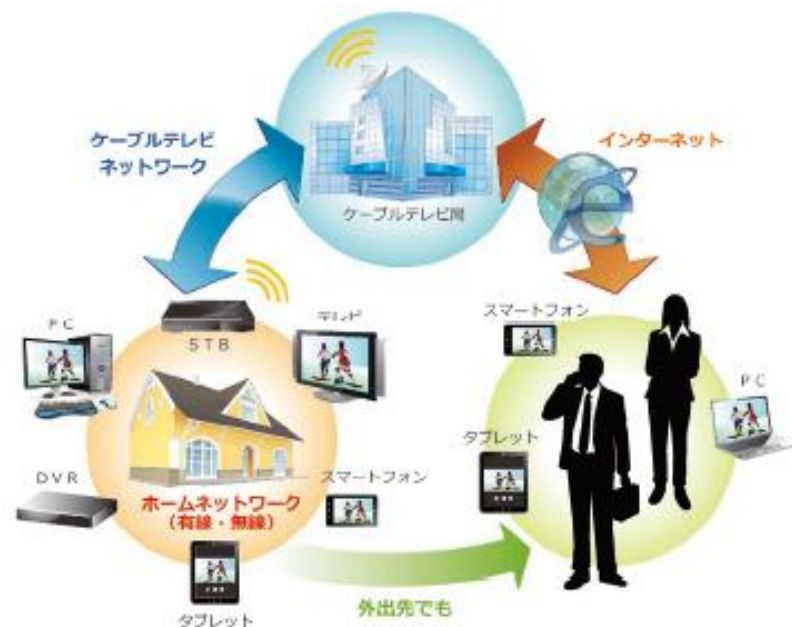 ケーブルテレビ
ネットワーク
インターネット
ケーブルテレビ局
PC
STB
テレビ
スマートフォン
PC
タブレット
DVR
スマートフォン
ホームネットワーク
(有線・無線)
タブレット
外出先でも